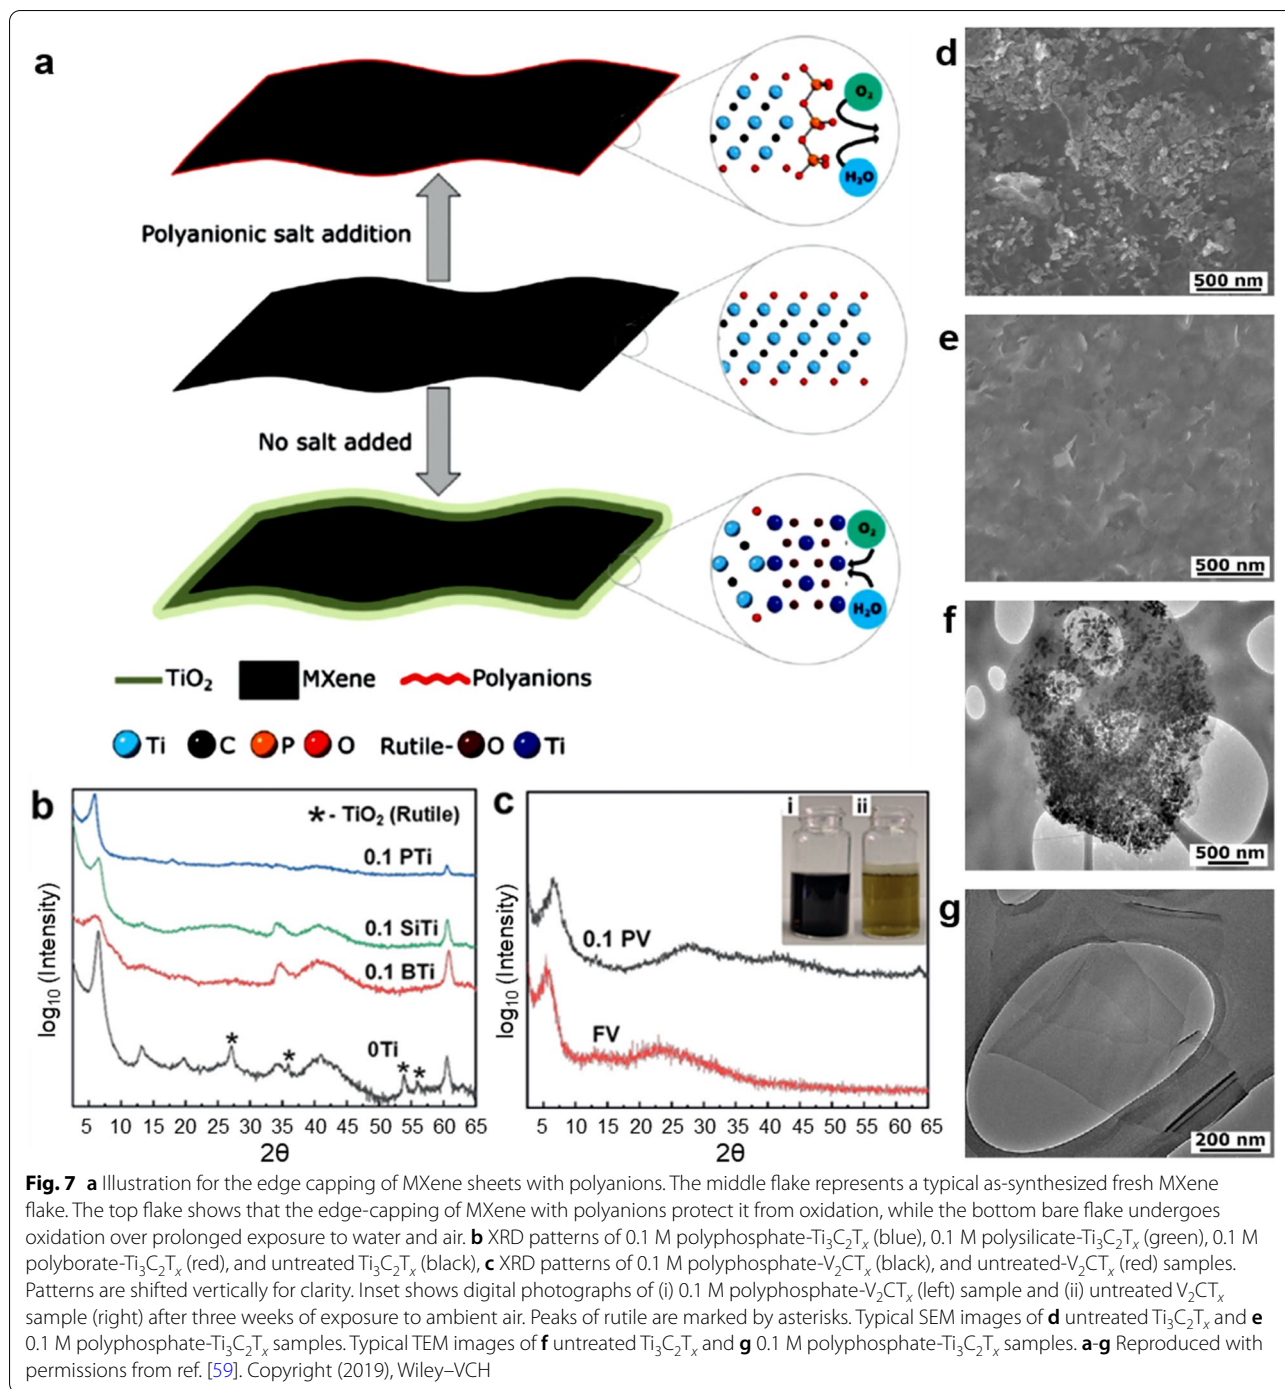 a
O₂
H₂O
Polyanionic salt addition
No salt added
O₂
H₂O
TiO₂ MXene Polyanions
Ti C P O Rutile- O Ti
b
* - TiO₂ (Rutile)
0.1 PTi
0.1 SiTi
0.1 BTi
0Ti
* * * *
log₁₀ (Intensity)
5 10 15 20 25 30 35 40 45 50 55 60 65
2θ
c
i ii
0.1 PV
FV
log₁₀ (Intensity)
5 10 15 20 25 30 35 40 45 50 55 60 65
2θ
d
500 nm
e
500 nm
f
500 nm
g
200 nm
Fig. 7 a Illustration for the edge capping of MXene sheets with polyanions. The middle flake represents a typical as-synthesized fresh MXene
flake. The top flake shows that the edge-capping of MXene with polyanions protect it from oxidation, while the bottom bare flake undergoes
oxidation over prolonged exposure to water and air. b XRD patterns of 0.1 M polyphosphate-Ti₃C₂Tₓ (blue), 0.1 M polysilicate-Ti₃C₂Tₓ (green), 0.1 M
polyborate-Ti₃C₂Tₓ (red), and untreated Ti₃C₂Tₓ (black), c XRD patterns of 0.1 M polyphosphate-V₂CTₓ (black), and untreated-V₂CTₓ (red) samples.
Patterns are shifted vertically for clarity. Inset shows digital photographs of (i) 0.1 M polyphosphate-V₂CTₓ (left) sample and (ii) untreated V₂CTₓ
sample (right) after three weeks of exposure to ambient air. Peaks of rutile are marked by asterisks. Typical SEM images of d untreated Ti₃C₂Tₓ and e
0.1 M polyphosphate-Ti₃C₂Tₓ samples. Typical TEM images of f untreated Ti₃C₂Tₓ and g 0.1 M polyphosphate-Ti₃C₂Tₓ samples. a-g Reproduced with
permissions from ref. [59]. Copyright (2019), Wiley–VCH